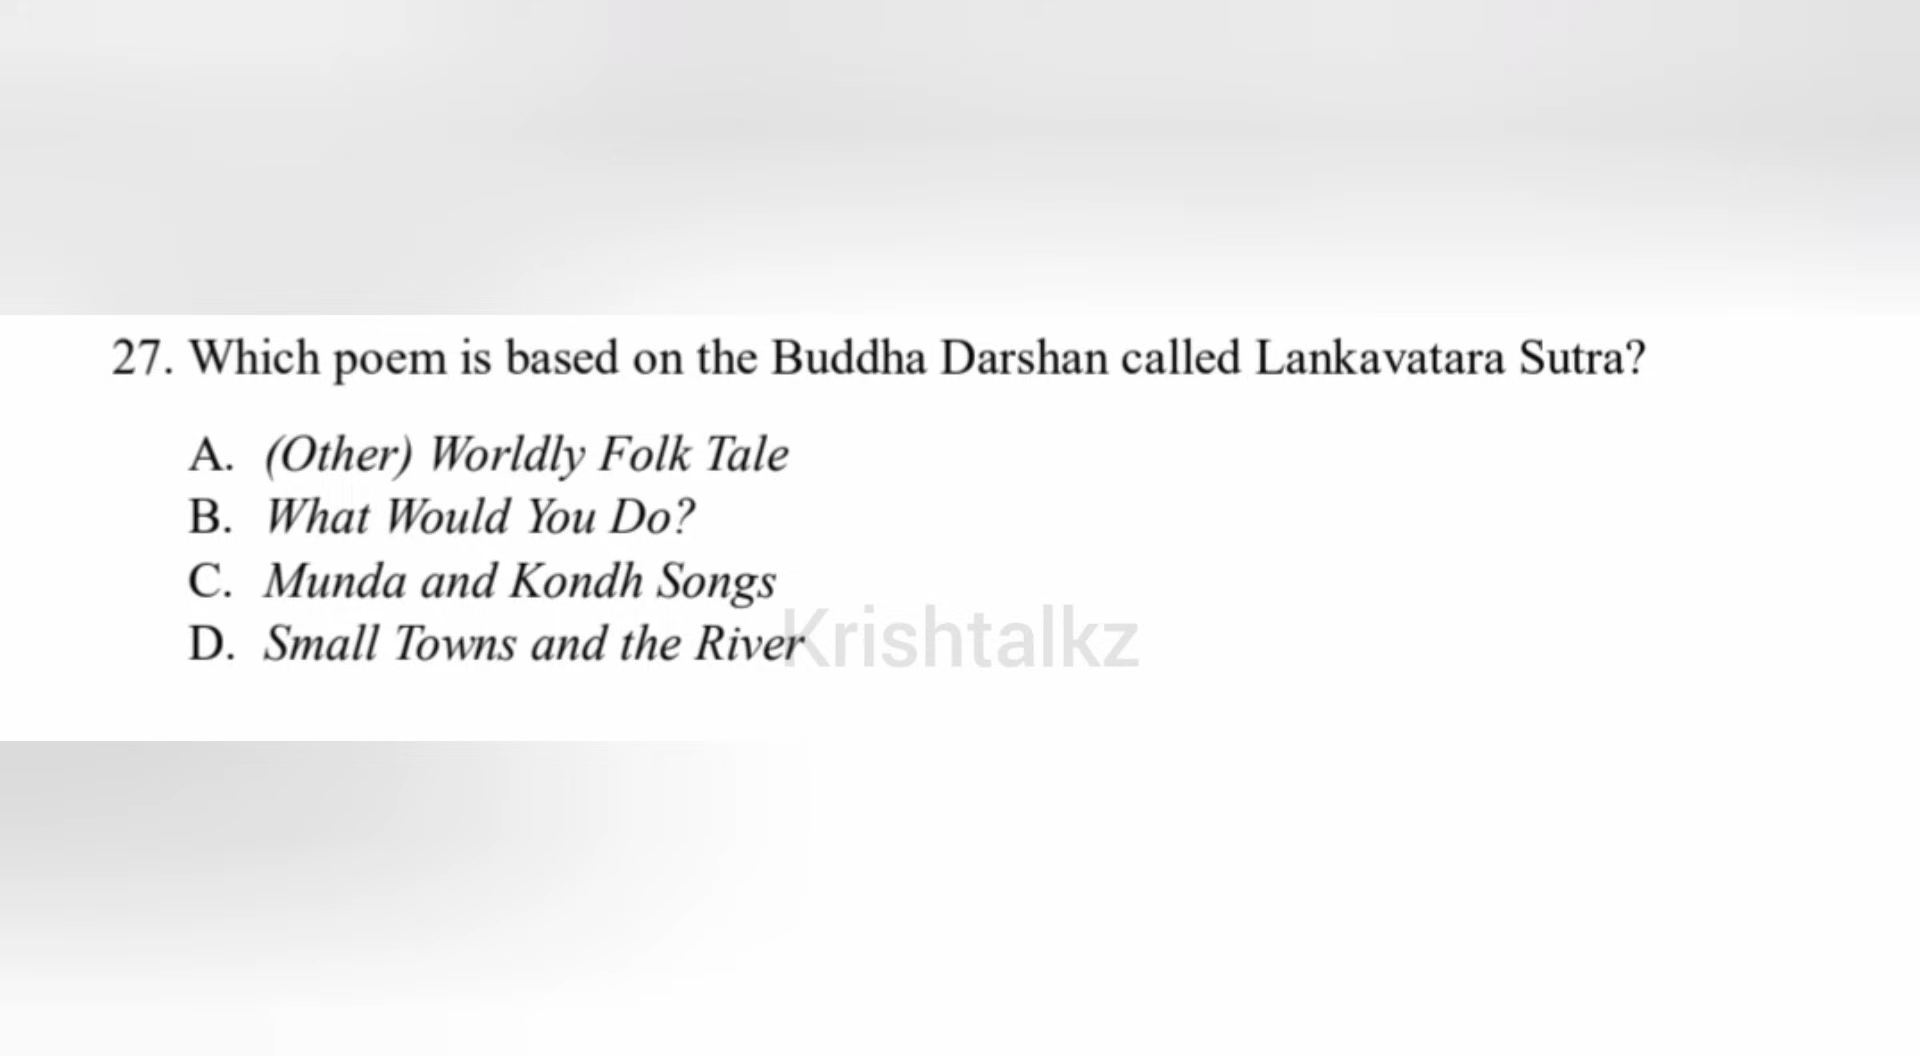 27. Which poem is based on the Buddha Darshan called Lankavatara Sutra?
A. (Other) Worldly Folk Tale
B. What Would You Do?
C. Munda and Kondh Songs
D. Small Towns and the River
Krishtalkz